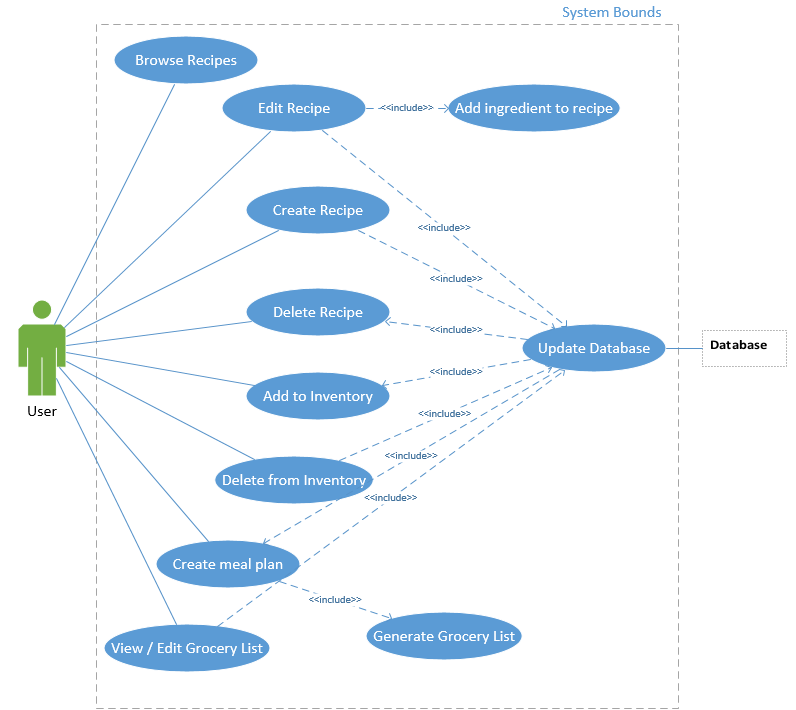 System Bounds
Browse Recipes
Edit Recipe
<<include>>
Add ingredient to recipe
Create Recipe
<<include>>
<<include>>
Delete Recipe
<<include>>
Update Database
Database
<<include>>
Add to Inventory
User
<<include>>
<<include>>
Delete from Inventory
<<include>>
Create meal plan
<<include>>
Generate Grocery List
View / Edit Grocery List